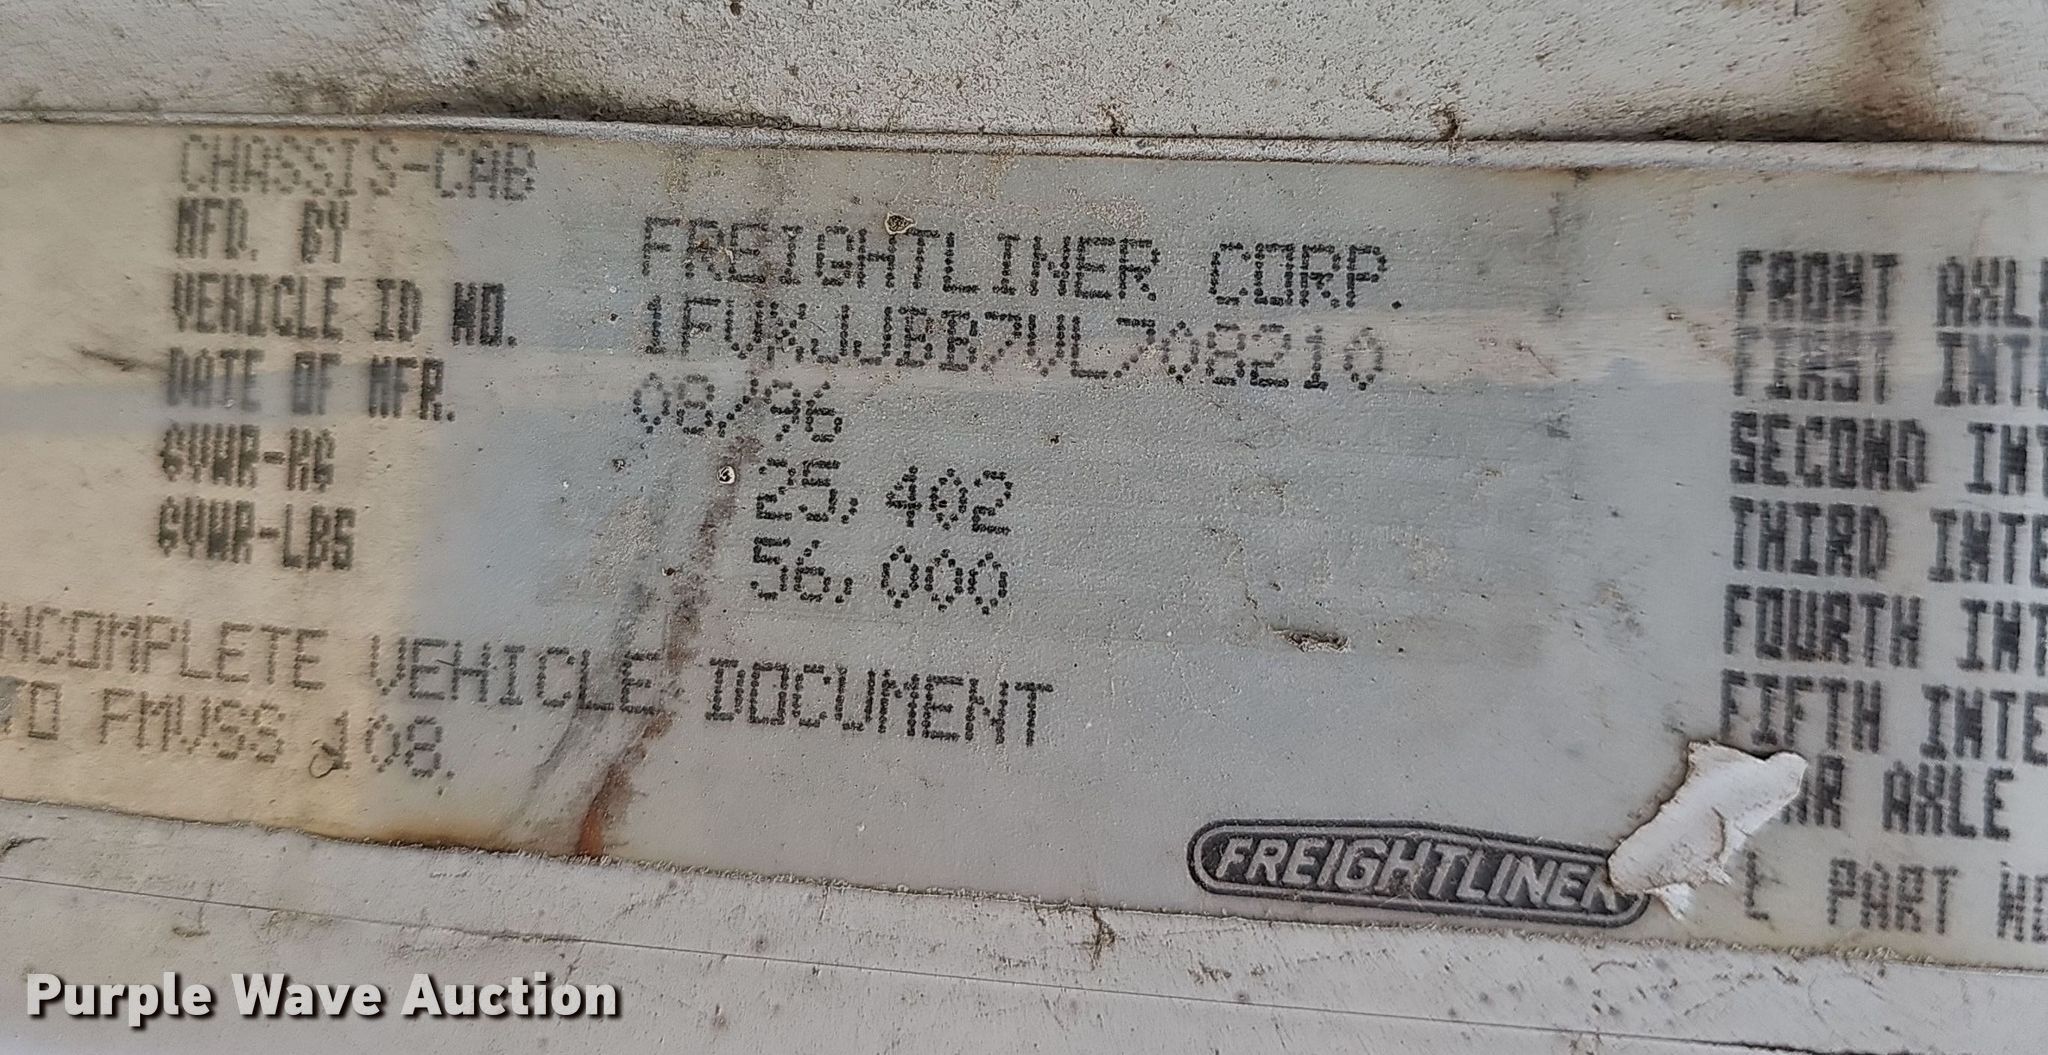 CHASSIS-CAB
MFD. BY FREIGHTLINER CORP.
VEHICLE ID NO. 1FVXJJBB7VL708210
DATE OF MFR. 08/96
GVWR-KG 25,402
GVWR-LBS 56,000
NCOMPLETE VEHICLE DOCUMENT
FMVSS 108.
FRONT AXLE
FIRST INTE
SECOND INT
THIRD INTE
FOURTH INT
FIFTH INTE
AR AXLE
L PART NO
FREIGHTLINER
Purple Wave Auction